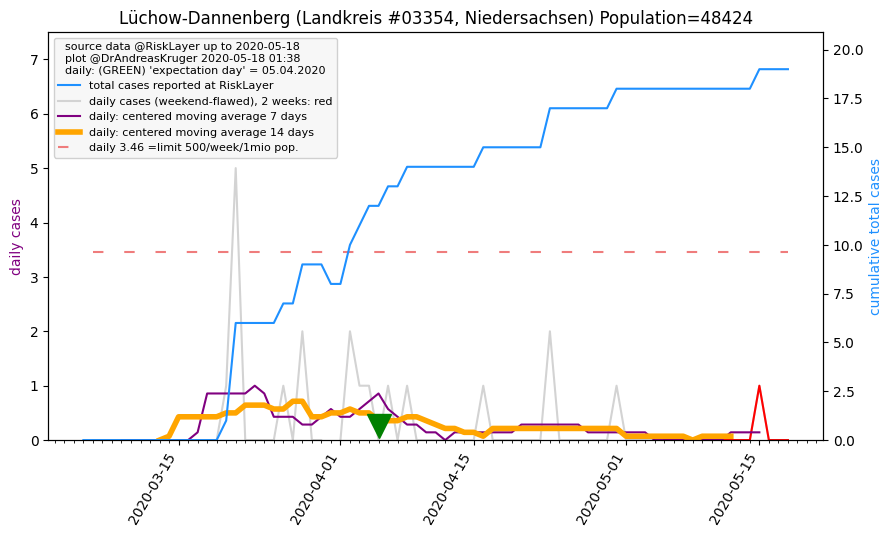 Lüchow-Dannenberg (Landkreis #03354, Niedersachsen) Population=48424
source data @RiskLayer up to 2020-05-18
plot @DrAndreasKruger 2020-05-18 01:38
daily: (GREEN) 'expectation day' = 05.04.2020
total cases reported at RiskLayer
daily cases (weekend-flawed), 2 weeks: red
daily: centered moving average 7 days
daily: centered moving average 14 days
daily 3.46 =limit 500/week/1mio pop.
daily cases
7
6
5
4
3
2
1
0
20.0
17.5
15.0
12.5
10.0
7.5
5.0
2.5
0.0
cumulative total cases
2020-03-15
2020-04-01
2020-04-15
2020-05-01
2020-05-15